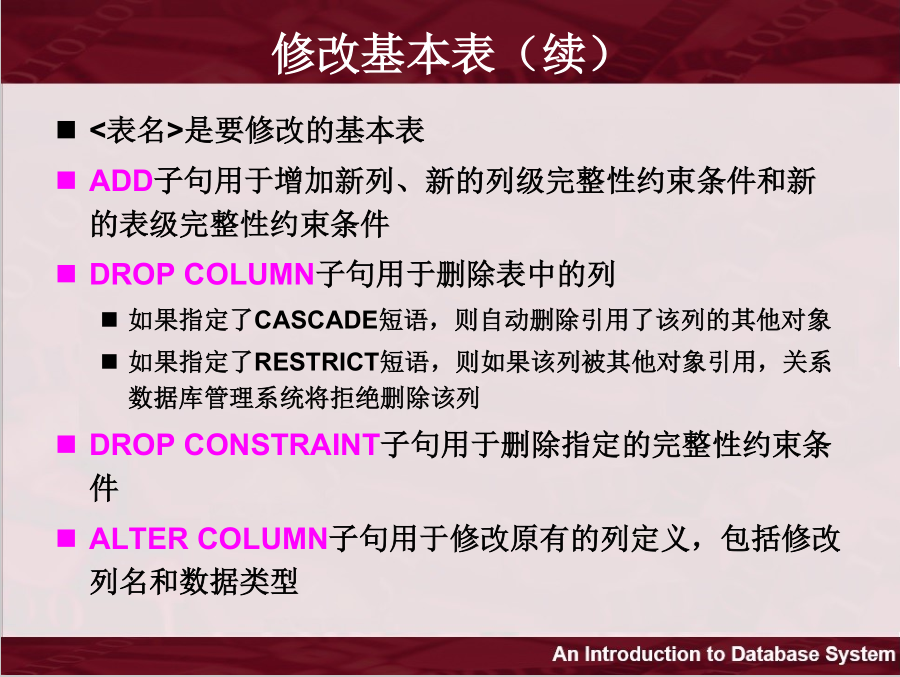 修改基本表（续）
<表名>是要修改的基本表
ADD子句用于增加新列、新的列级完整性约束条件和新
的表级完整性约束条件
DROP COLUMN子句用于删除表中的列
如果指定了CASCADE短语，则自动删除引用了该列的其他对象
如果指定了RESTRICT短语，则如果该列被其他对象引用，关系
数据库管理系统将拒绝删除该列
DROP CONSTRAINT子句用于删除指定的完整性约束条
件
ALTER COLUMN子句用于修改原有的列定义，包括修改
列名和数据类型
An Introduction to Database System